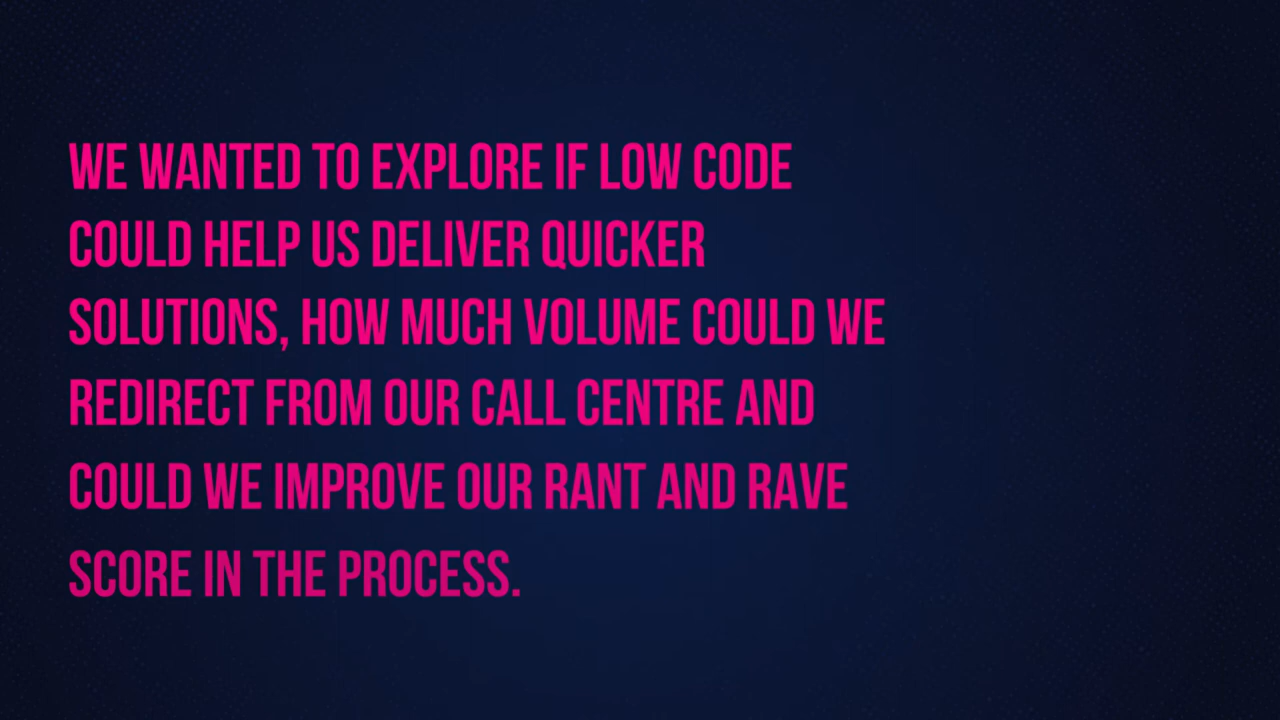 WE WANTED TO EXPLORE IF LOW CODE
COULD HELP US DELIVER QUICKER
SOLUTIONS, HOW MUCH VOLUME COULD WE
REDIRECT FROM OUR CALL CENTRE AND
COULD WE IMPROVE OUR RANT AND RAVE
SCORE IN THE PROCESS.